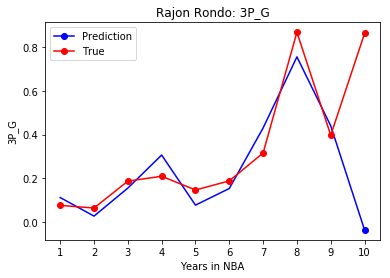 Rajon Rondo: 3P_G
Prediction
True
0.8
0.6
0.4
0.2
0.0
3P_G
1 2 3 4 5 6 7 8 9 10
Years in NBA